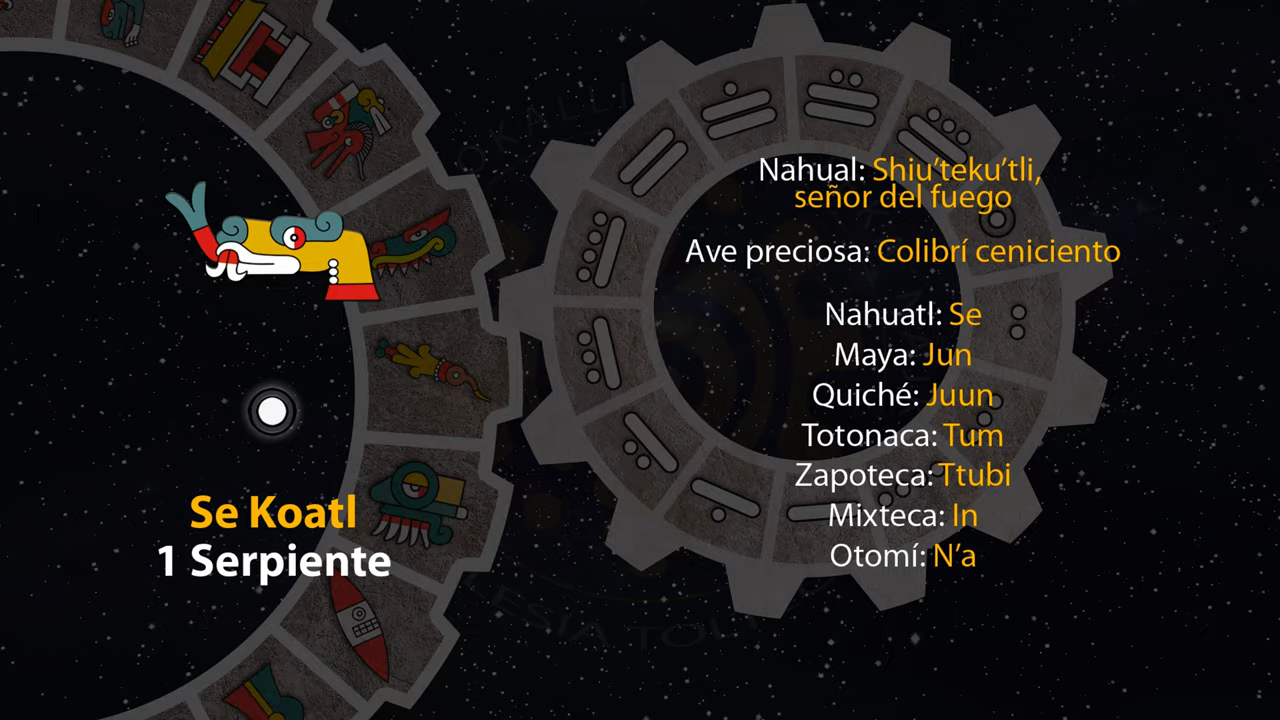 Se Koatl
1 Serpiente
Nahual: Shiu’teku’tli,
señor del fuego
Ave preciosa: Colibrí ceniciento
Nahuatl: Se
Maya: Jun
Quiché: Juun
Totonaca: Tum
Zapoteca: Ttubi
Mixteca: In
Otomí: N’a